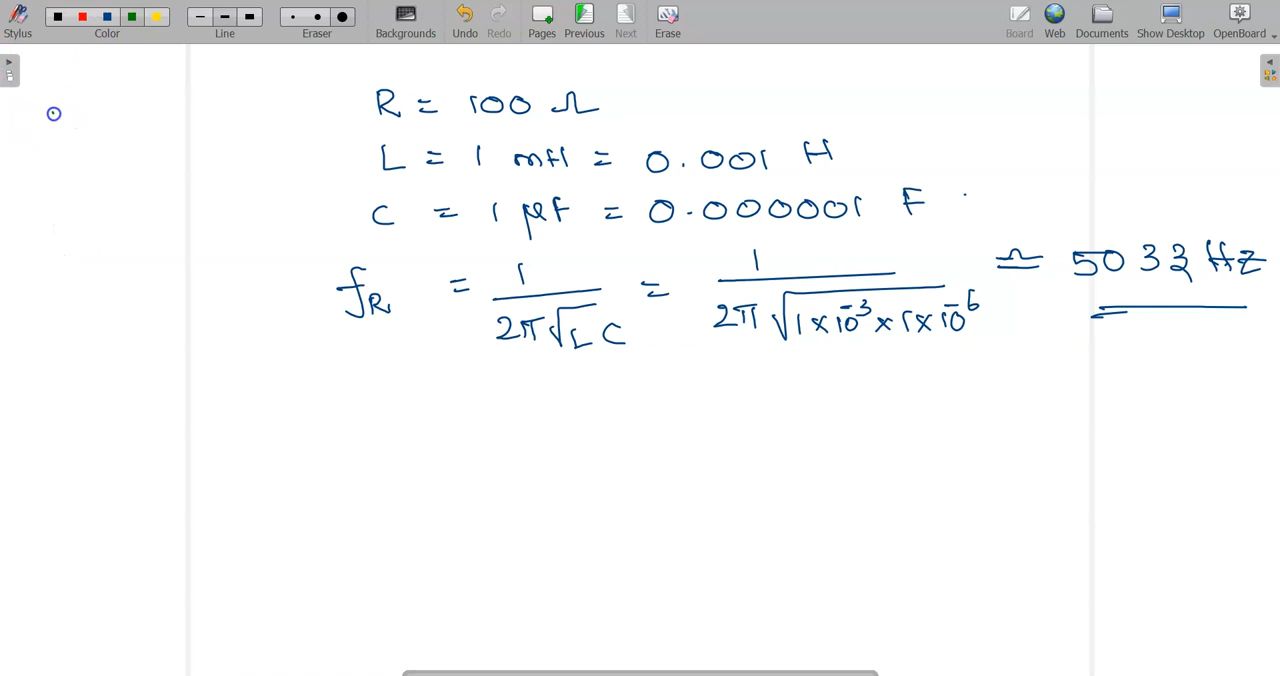 Stylus Color Line Eraser Backgrounds Undo Redo Pages Previous Next Erase Board Web Documents Show Desktop OpenBoard
R = 100 Ω
L = 1 mH = 0.001 H
C = 1 μF = 0.000001 F
f_R = 1/(2π√LC) = 1/(2π√(1×10⁻³×1×10⁻⁶)) ≏ 5033 Hz